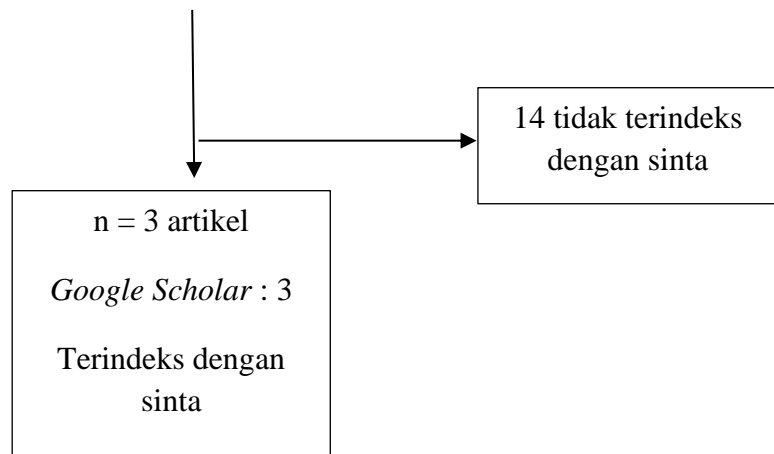 14 tidak terindeks
dengan sinta
n = 3 artikel
Google Scholar : 3
Terindeks dengan
sinta